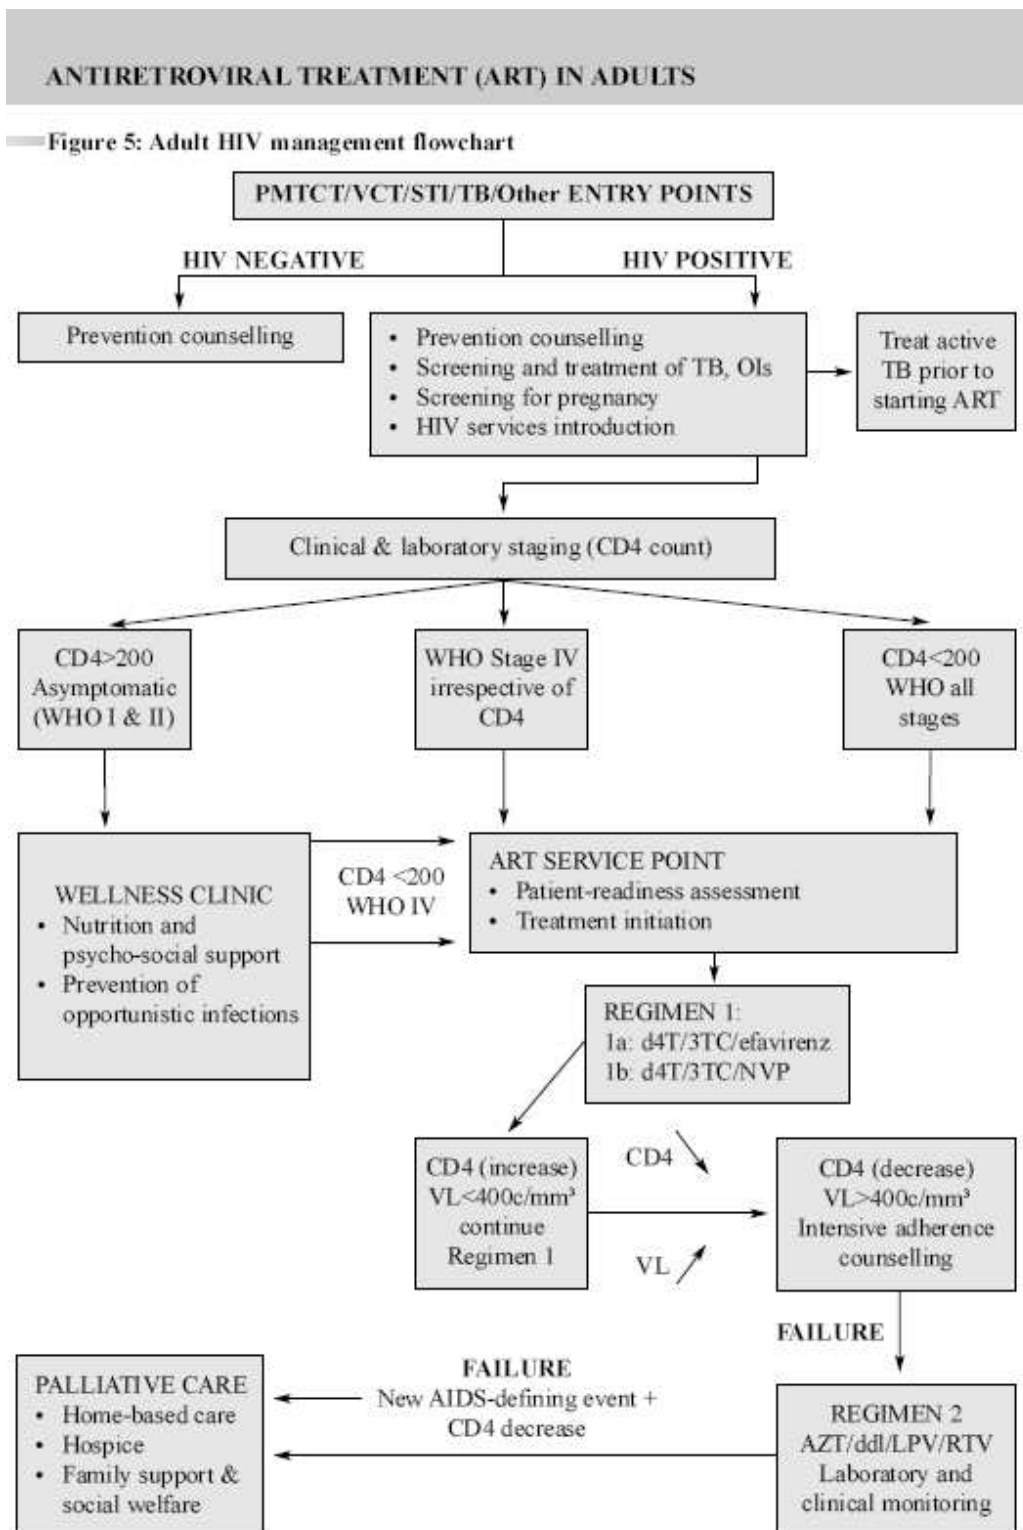 ANTIRETROVIRAL TREATMENT (ART) IN ADULTS
Figure 5: Adult HIV management flowchart
PMTCT/VCT/STI/TB/Other ENTRY POINTS
HIV NEGATIVE
HIV POSITIVE
Prevention counselling
• Prevention counselling
• Screening and treatment of TB, OIs
• Screening for pregnancy
• HIV services introduction
Treat active
TB prior to
starting ART
Clinical & laboratory staging (CD4 count)
CD4>200
Asymptomatic
(WHO I & II)
WHO Stage IV
irrespective of
CD4
CD4<200
WHO all
stages
WELLNESS CLINIC
• Nutrition and
psycho-social support
• Prevention of
opportunistic infections
CD4 <200
WHO IV
ART SERVICE POINT
• Patient-readiness assessment
• Treatment initiation
REGIMEN 1:
1a: d4T/3TC/efavirenz
1b: d4T/3TC/NVP
CD4 (increase)
VL<400c/mm³
continue
Regimen 1
CD4
VL
CD4 (decrease)
VL>400c/mm³
Intensive adherence
counselling
FAILURE
REGIMEN 2
AZT/ddl/LPV/RTV
Laboratory and
clinical monitoring
FAILURE
New AIDS-defining event +
CD4 decrease
PALLIATIVE CARE
• Home-based care
• Hospice
• Family support &
social welfare